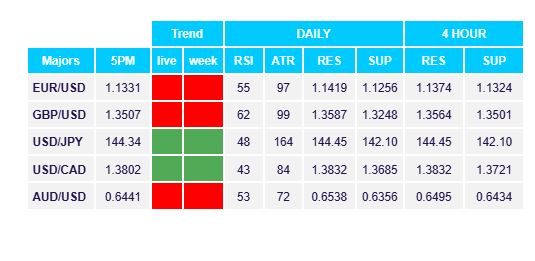 Trend DAILY 4 HOUR
Majors 5PM live week RSI ATR RES SUP RES SUP
EUR/USD 1.1331 55 97 1.1419 1.1256 1.1374 1.1324
GBP/USD 1.3507 62 99 1.3587 1.3248 1.3564 1.3501
USD/JPY 144.34 48 164 144.45 142.10 144.45 142.10
USD/CAD 1.3802 43 84 1.3832 1.3685 1.3832 1.3721
AUD/USD 0.6441 53 72 0.6538 0.6356 0.6495 0.6434